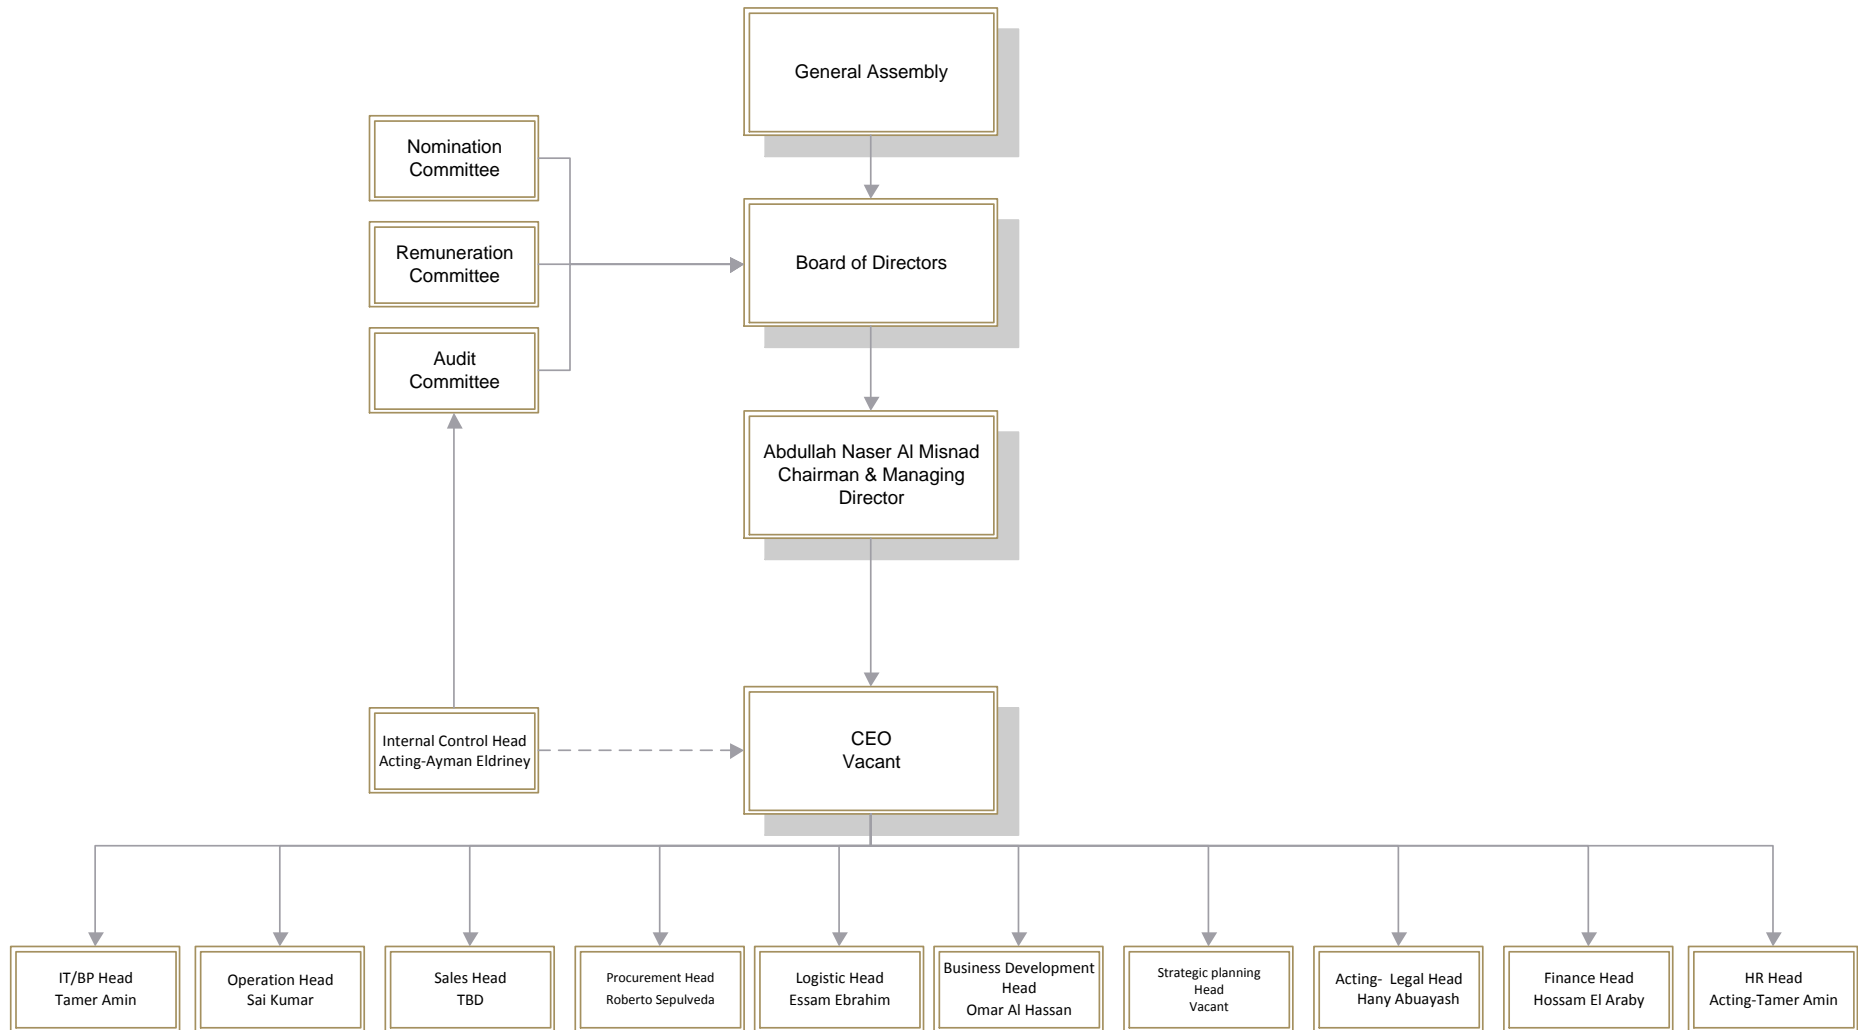 General Assembly
Nomination
Committee
Remuneration
Committee
Board of Directors
Audit
Committee
Abdullah Naser Al Misnad
Chairman & Managing
Director
Internal Control Head
Acting-Ayman Eldriney
CEO
Vacant
IT/BP Head
Tamer Amin
Operation Head
Sai Kumar
Sales Head
TBD
Procurement Head
Roberto Sepulveda
Logistic Head
Essam Ebrahim
Business Development
Head
Omar Al Hassan
Strategic planning
Head
Vacant
Acting-  Legal Head
Hany Abuayash
Finance Head
Hossam El Araby
HR Head
Acting-Tamer Amin